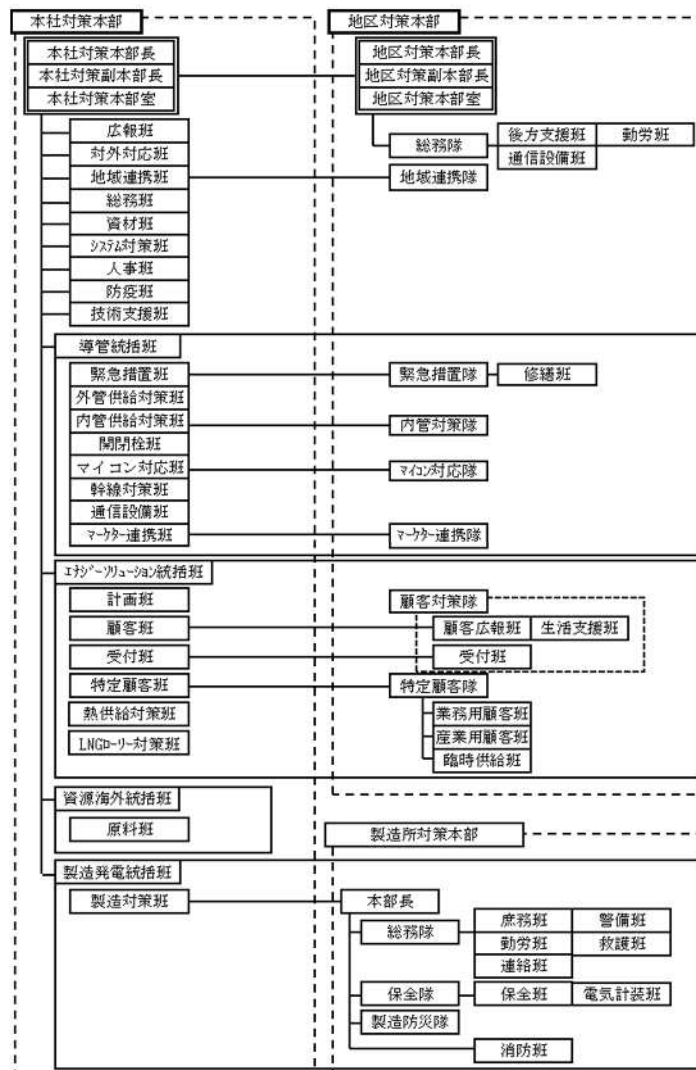 本社対策本部
地区対策本部
本社対策本部長
本社対策副本部長
本社対策本部室
地区対策本部長
地区対策副本部長
地区対策本部室
広報班
対外対応班
地域連携班
総務班
資材班
システム対策班
人事班
防疫班
技術支援班
総務隊
後方支援班
勤労班
通信設備班
地域連携隊
導管統括班
緊急措置班
外管供給対策班
内管供給対策班
開閉栓班
マイコン対応班
幹線対策班
通信設備班
マーケター連携班
緊急措置隊
修繕班
内管対策隊
マイコン対応隊
マーケター連携隊
エナジーソリューション統括班
計画班
顧客班
受付班
特定顧客班
熱供給対策班
LNGローリー対策班
顧客対策隊
顧客広報班
生活支援班
受付班
特定顧客隊
業務用顧客班
産業用顧客班
臨時供給班
資源海外統括班
原料班
製造所対策本部
製造発電統括班
製造対策班
本部長
総務隊
庶務班
警備班
勤労班
救護班
連絡班
保全隊
保全班
電気計装班
製造防災隊
消防班